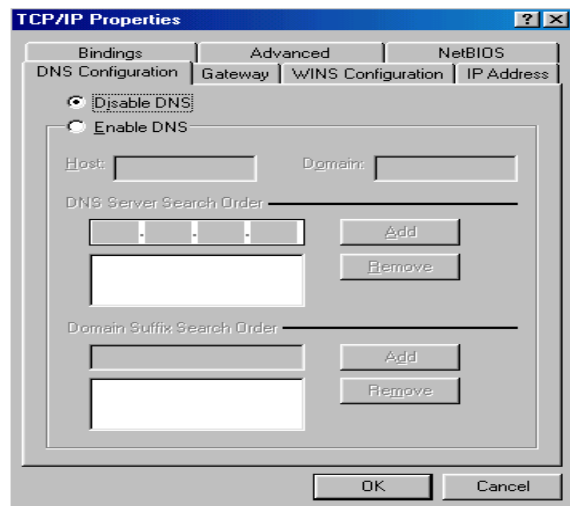 TCP/IP Properties
Bindings Advanced NetBIOS
DNS Configuration Gateway WINS Configuration IP Address
Disable DNS
Enable DNS
Host: Domain:
DNS Server Search Order
. . . Add
Remove
Domain Suffix Search Order
Add
Remove
OK Cancel